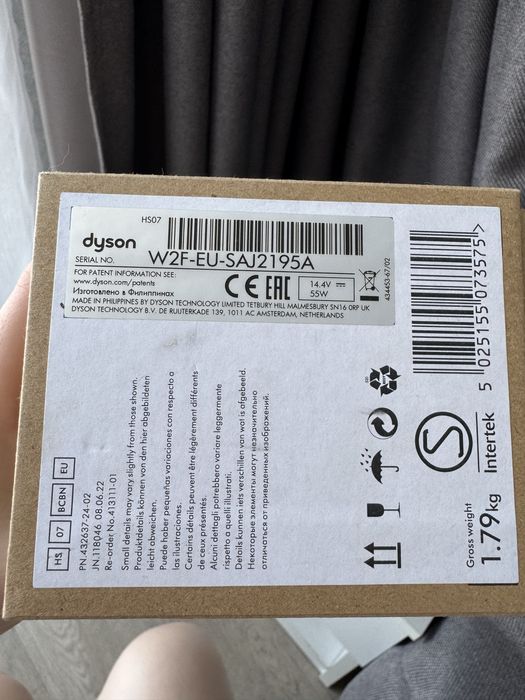 HS07
dyson
SERIAL NO. W2F-EU-SAJ2195A
FOR PATENT INFORMATION SEE:
www.dyson.com/patents
Изготовлено в Филиппинах
MADE IN PHILIPPINES BY DYSON TECHNOLOGY LIMITED TETBURY HILL MALMESBURY SN16 0RP UK
DYSON TECHNOLOGY B.V. DE RUIJTERKADE 139, 1011 AC AMSTERDAM, NETHERLANDS
CE EAC
14.4V
55W
434453-67/02
5 025155 073575 >
HS 07 BCBN EU
PN.432637-24-02
JN.118046 08.06.22
Re-order No.413111-01
Small details may vary slightly from those shown.
Produktdetails können von den hier abgebildeten
leicht abweichen.
Puede haber pequeñas variaciones con respecto a
las ilustraciones.
Certains détails peuvent être légèrement différents
de ceux présentés.
Alcuni dettagli potrebbero variare leggermente
rispetto a quelli illustrati.
Details kunnen iets verschillen van wat is afgebeeld.
Некоторые элементы могут незначительно
отличаться от приведенных изображений.
S
Intertek
Gross weight
1.79kg